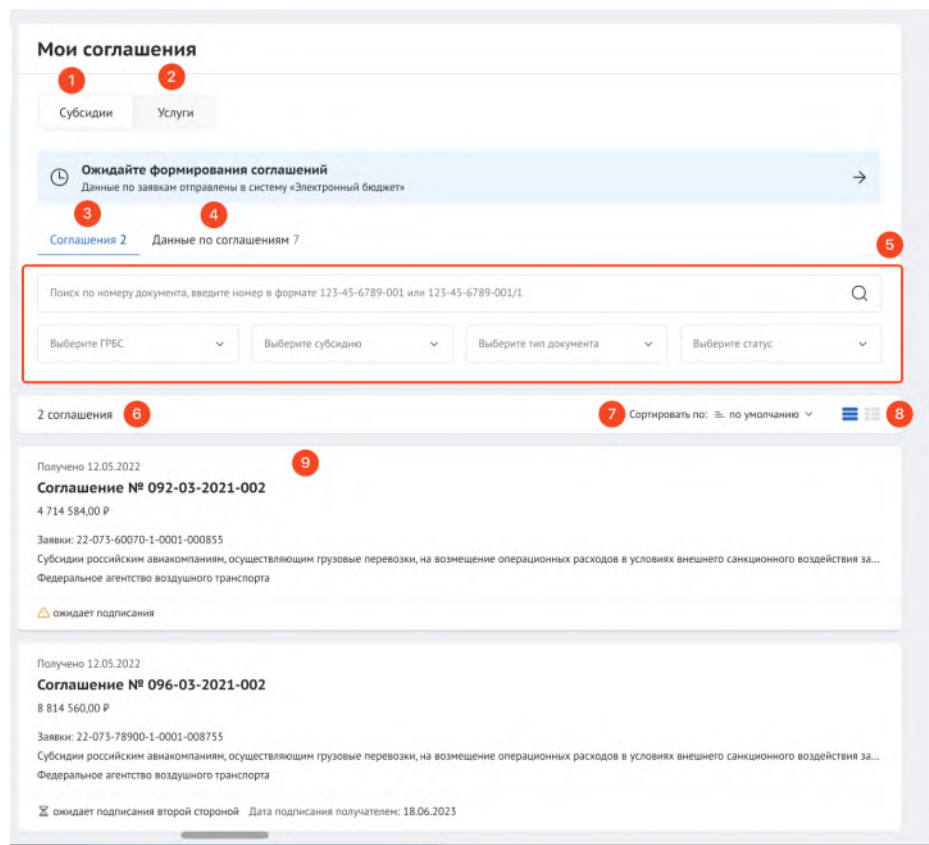 Мои соглашения
1 2
Субсидии Услуги
Ожидайте формирования соглашений
Данные по заявкам отправлены в систему «Электронный бюджет»
3 4
Соглашения 2 Данные по соглашениям 7
5
Поиск по номеру документа, введите номер в формате 123-45-6789-001 или 123-45-6789-001/1
Выберите ГРБС Выберите субсидию Выберите тип документа Выберите статус
2 соглашения 6 7 Сортировать по: по умолчанию 8
Получено 12.05.2022 9
Соглашение № 092-03-2021-002
4 714 584,00 ₽
Заявки: 22-073-60070-1-0001-000855
Субсидии российским авиакомпаниям, осуществляющим грузовые перевозки, на возмещение операционных расходов в условиях внешнего санкционного воздействия за...
Федеральное агентство воздушного транспорта
ожидает подписания
Получено 12.05.2022
Соглашение № 096-03-2021-002
8 814 560,00 ₽
Заявки: 22-073-78900-1-0001-008755
Субсидии российским авиакомпаниям, осуществляющим грузовые перевозки, на возмещение операционных расходов в условиях внешнего санкционного воздействия за...
Федеральное агентство воздушного транспорта
ожидает подписания второй стороной Дата подписания получателем: 18.06.2023